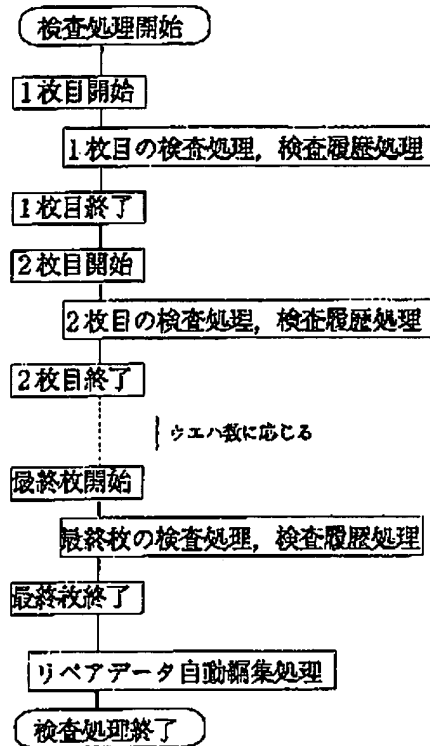 検査処理開始
1枚目開始
1枚目の検査処理，検査履歴処理
1枚目終了
2枚目開始
2枚目の検査処理，検査履歴処理
2枚目終了
ウエハ数に応じる
最終枚開始
最終枚の検査処理，検査履歴処理
最終枚終了
リペアデータ自動編集処理
検査処理終了